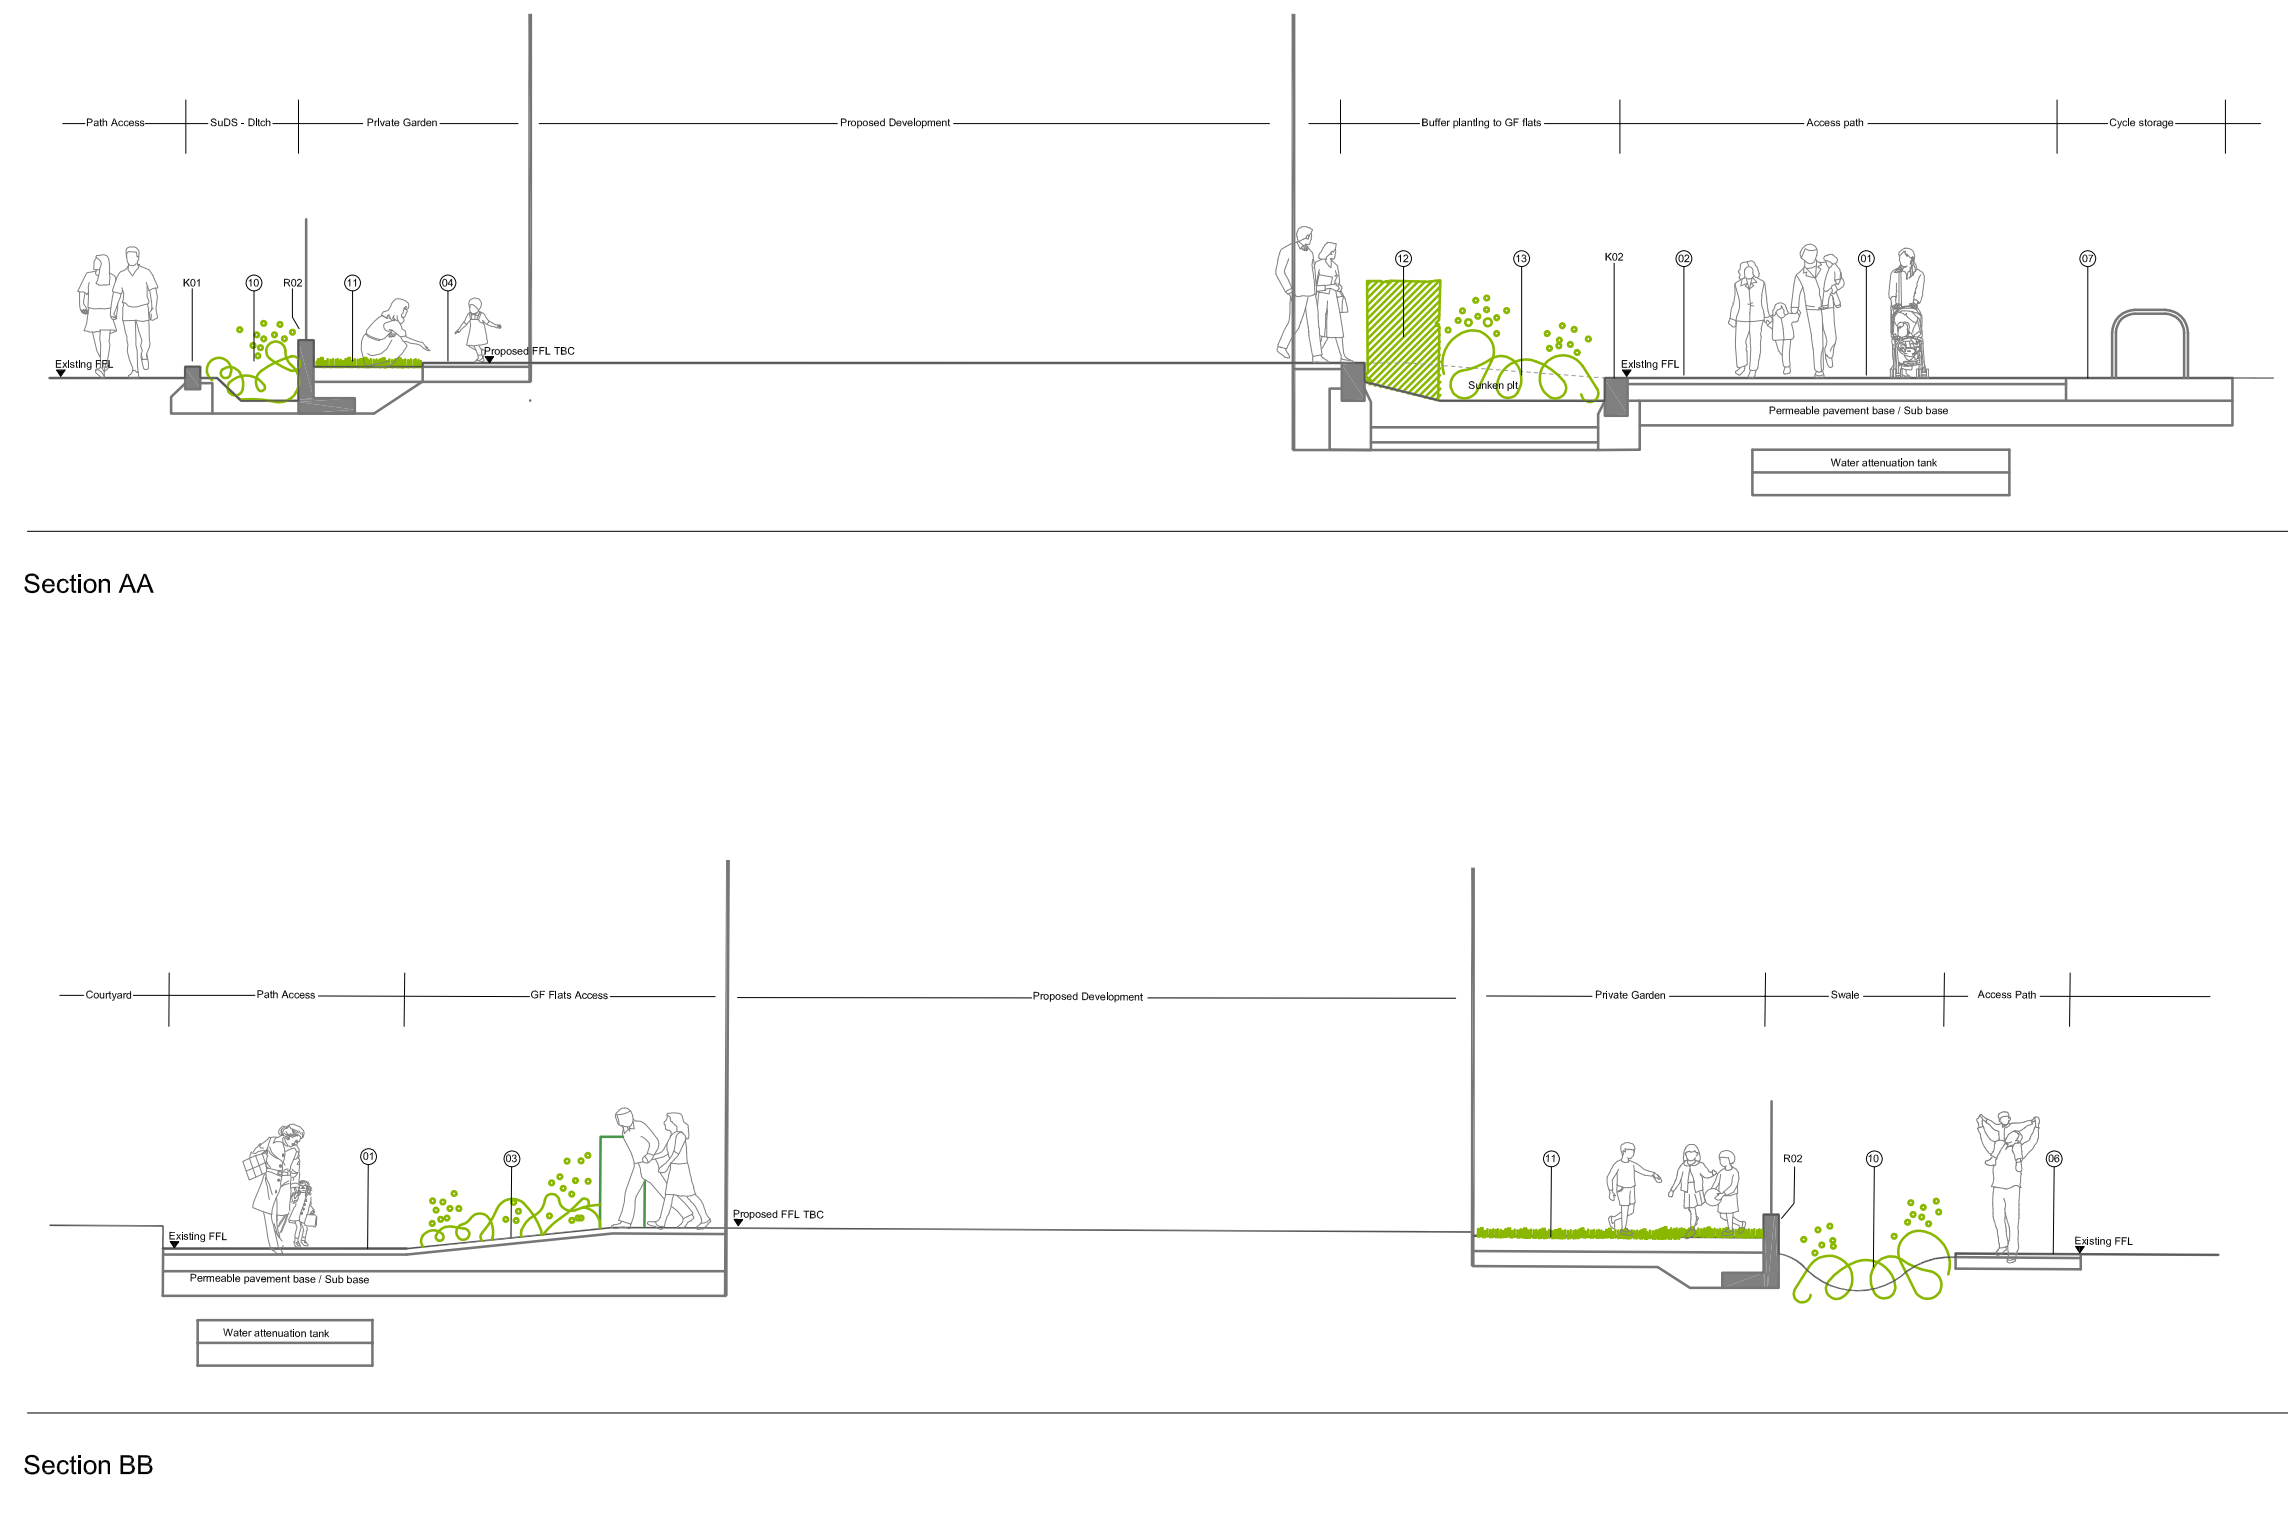 Path Access
SuDS - Ditch
Private Garden
Proposed Development
Buffer planting to GF flats
Access path
Cycle storage
12
13
K02
02
01
07
K01
10
R02
11
04
Proposed FFL TBC
Existing FFL
Existing FFL
Sunken plt
Permeable pavement base / Sub base
Water attenuation tank
Section AA
Courtyard
Path Access
GF Flats Access
Proposed Development
Private Garden
Swale
Access Path
01
03
11
R02
10
06
Proposed FFL TBC
Existing FFL
Existing FFL
Permeable pavement base / Sub base
Water attenuation tank
Section BB